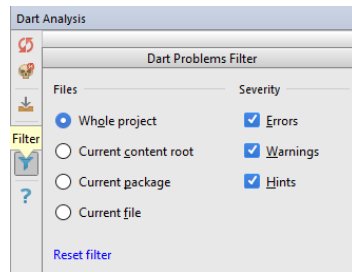 Dart Analysis
Dart Problems Filter
Files
Severity
Whole project
Errors
Current content root
Warnings
Current package
Hints
Current file
Reset filter
Filter
?